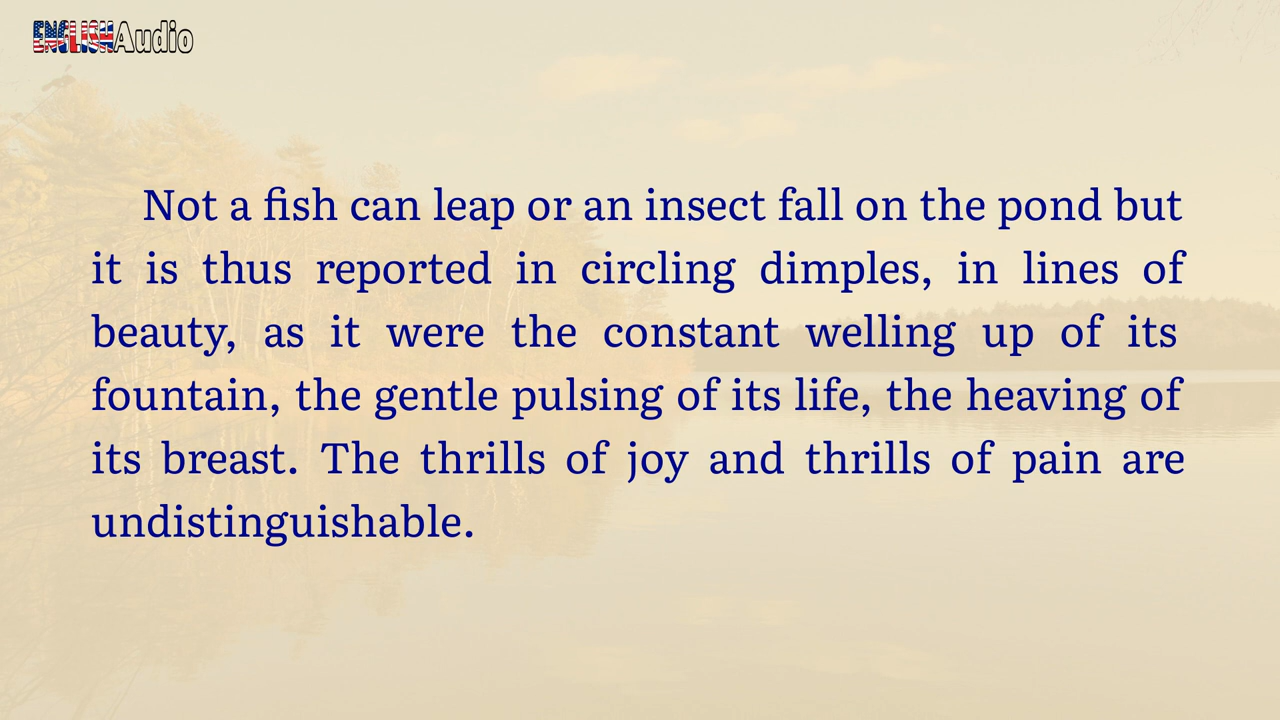 ENGLISHAudio
Not a fish can leap or an insect fall on the pond but
it is thus reported in circling dimples, in lines of
beauty, as it were the constant welling up of its
fountain, the gentle pulsing of its life, the heaving of
its breast. The thrills of joy and thrills of pain are
undistinguishable.